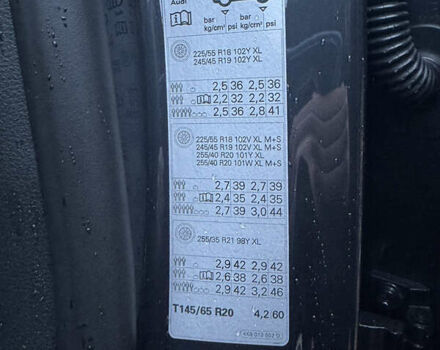 Audi
bar psi bar psi
kg/cm² kg/cm²
225/55 R18 102Y XL
245/45 R19 102Y XL
2,5 36 2,5 36
2,2 32 2,2 32
2,5 36 2,8 41
225/55 R18 102V XL M+S
245/45 R19 102V XL M+S
255/40 R20 101Y XL
255/40 R20 101W XL M+S
2,7 39 2,7 39
2,4 35 2,4 35
2,7 39 3,0 44
255/35 R21 98Y XL
2,9 42 2,9 42
2,6 38 2,6 38
2,9 42 3,2 46
T145/65 R20 4,2 60